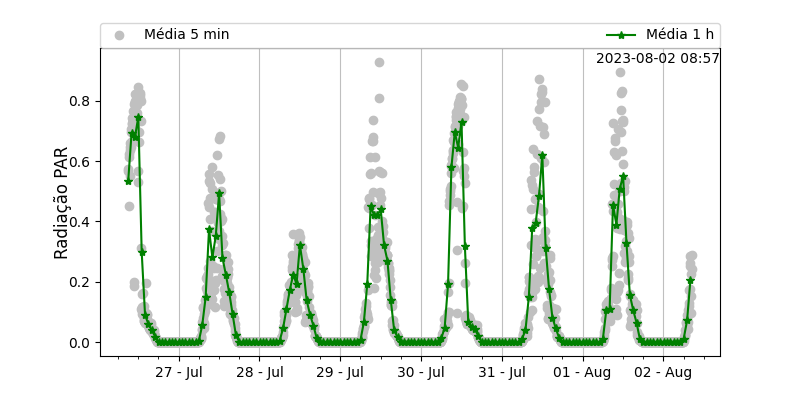 Média 5 min
Média 1 h
2023-08-02 08:57
Radiação PAR
0.8
0.6
0.4
0.2
0.0
27 - Jul
28 - Jul
29 - Jul
30 - Jul
31 - Jul
01 - Aug
02 - Aug